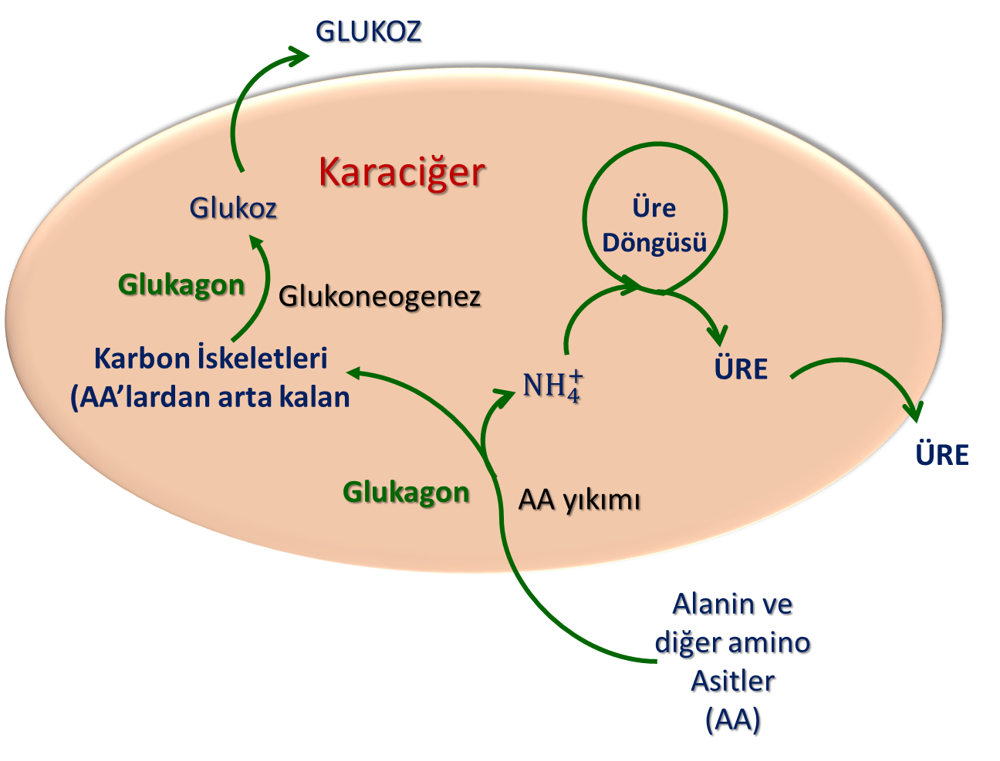 GLUKOZ
Karaciğer
Glukoz
Üre
Döngüsü
Glukagon
Glukoneogenez
Karbon İskeletleri
(AA’lardan arta kalan
NH₄⁺
ÜRE
ÜRE
Glukagon
AA yıkımı
Alanin ve
diğer amino
Asitler
(AA)